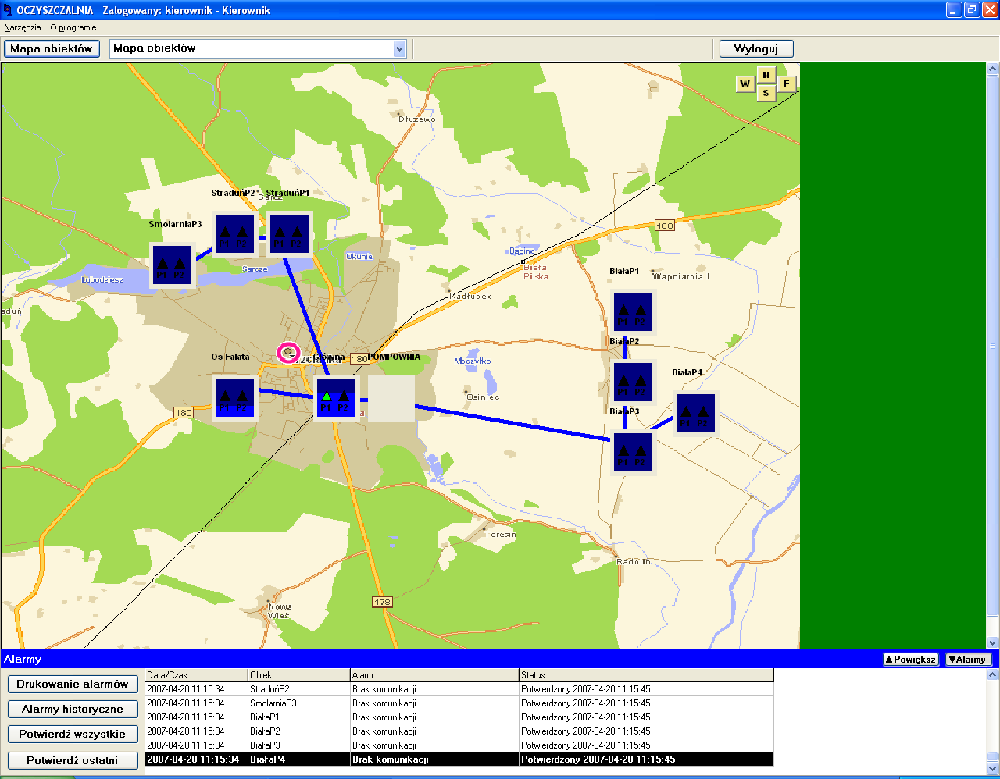 OCZYSZCZALNIA Zalogowany: kierownik - Kierownik
Narzędzia O programie
Mapa obiektów Mapa obiektów Wyloguj
N
W E
S
Dłużewo
StraduńP2 StraduńP1
Sarcz
SmolarniaP3
P1 P2 P1 P2
P1 P2
180
Bąbino
Okunie
Biała
Pilska
Sarcze
Lubodziesz
BiałaP1
Wapniarnia I
Kadłubek
aduń
P1 P2
BiałaP2
Os Fałata
180
POMPOWNIA
Moczyłko
BiałaP4
P1 P2
Osiniec
180
P1 P2
P1 P2
BiałaP3
P1 P2
P1 P2
Teresin
Radolin
178
Nowa
Wieś
Alarmy Powiększ Alarmy
Data/Czas Obiekt Alarm Status
Drukowanie alarmów
2007-04-20 11:15:34 StraduńP2 Brak komunikacji Potwierdzony 2007-04-20 11:15:45
2007-04-20 11:15:34 SmolarniaP3 Brak komunikacji Potwierdzony 2007-04-20 11:15:45
Alarmy historyczne
2007-04-20 11:15:34 BiałaP1 Brak komunikacji Potwierdzony 2007-04-20 11:15:45
2007-04-20 11:15:34 BiałaP2 Brak komunikacji Potwierdzony 2007-04-20 11:15:45
Potwierdź wszystkie
2007-04-20 11:15:34 BiałaP3 Brak komunikacji Potwierdzony 2007-04-20 11:15:45
Potwierdź ostatni
2007-04-20 11:15:34 BiałaP4 Brak komunikacji Potwierdzony 2007-04-20 11:15:45